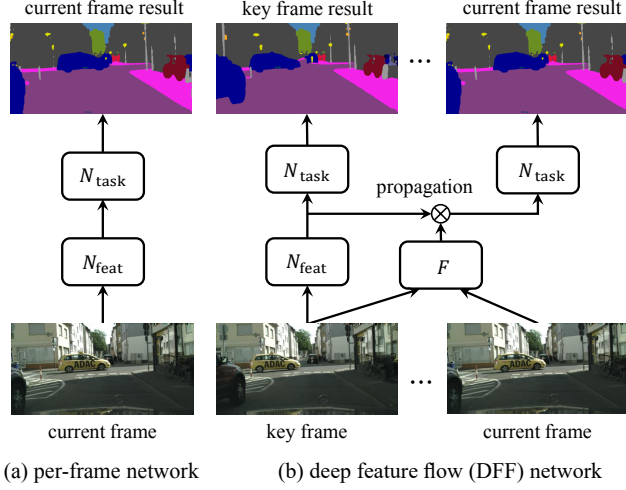 current frame result
key frame result
current frame result
...
N_task
N_task
N_task
propagation
N_feat
N_feat
F
ADAC
ADAC
ADAC
...
current frame
key frame
current frame
(a) per-frame network
(b) deep feature flow (DFF) network